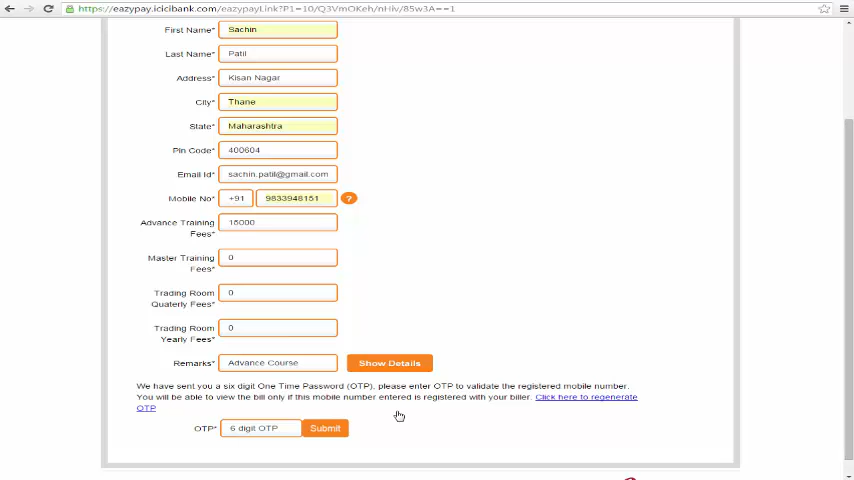 https://eazypay.icicibank.com/eazypayLink?P1=10/Q3VmOKeh/nHiv/85w3A==1
First Name* Sachin
Last Name* Patil
Address* Kisan Nagar
City* Thane
State* Maharashtra
Pin Code* 400604
Email Id* sachin.patil@gmail.com
Mobile No* +91 9833948151 ?
Advance Training 15000
Fees*
Master Training 0
Fees*
Trading Room 0
Quaterly Fees*
Trading Room 0
Yearly Fees*
Remarks* Advance Course Show Details
We have sent you a six digit One Time Password (OTP), please enter OTP to validate the registered mobile number.
You will be able to view the bill only if this mobile number entered is registered with your biller. Click here to regenerate
OTP
OTP* 6 digit OTP Submit